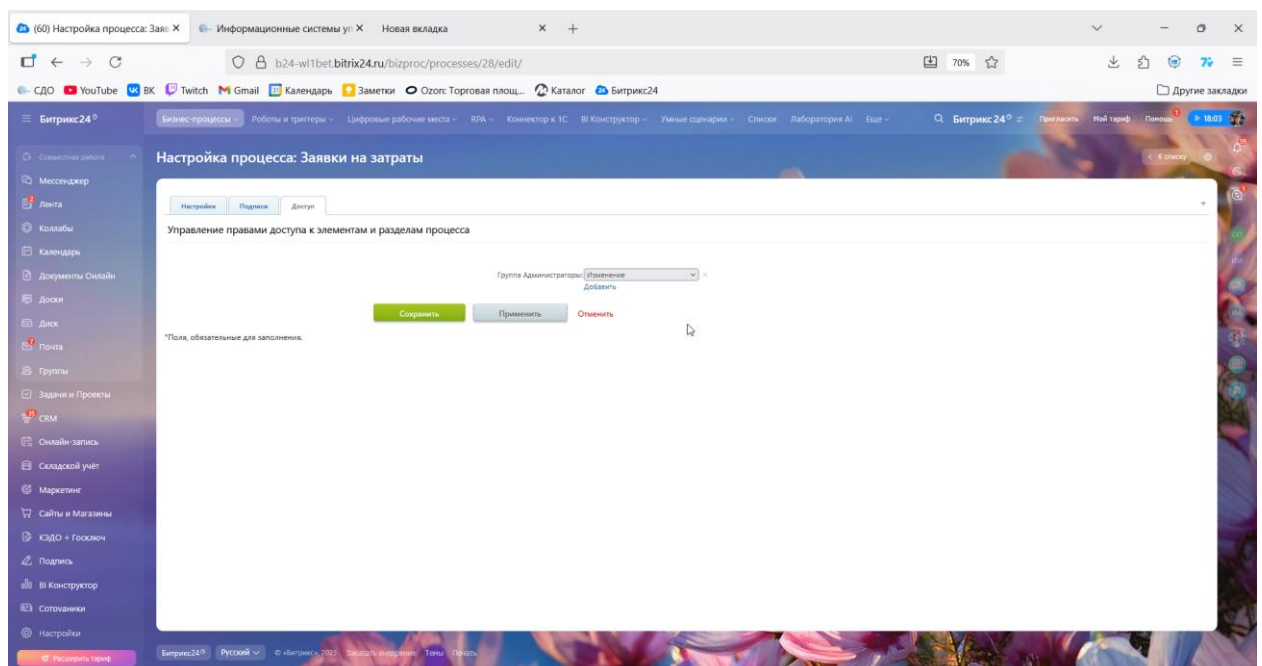 (60) Настройка процесса: Заяв
Информационные системы уп
Новая вкладка
b24-wl1bet.bitrix24.ru/bizproc/processes/28/edit/
70%
СДО YouTube ВК Twitch Gmail Календарь Заметки Ozon: Торговая площ... Каталог Битрикс24 Другие закладки
Битрикс24
Бизнес-процессы Роботы и триггеры Цифровые рабочие места RPA Коннектор к 1С BI Конструктор Умные сценарии Списки Лаборатория AI Еще Битрикс 24 Пригласить Мой тариф Помощь 18:03
Совместная работа
Настройка процесса: Заявки на затраты
К списку
Мессенджер
Лента
Настройки Подписи Доступ
Коллабы
Управление правами доступа к элементам и разделам процесса
Календарь
Документы Онлайн
Группа Администраторы: Изменение
Добавить
Доски
Диск
Сохранить Применить Отменить
Почта
*Поля, обязательные для заполнения.
Группы
Задачи и Проекты
35
CRM
Онлайн-запись
Складской учёт
Маркетинг
Сайты и Магазины
КЭДО + Госключ
Подпись
BI Конструктор
Сотрудники
Настройки
Расширить тариф
Битрикс24 Русский © «Битрикс», 2025 Заказать внедрение Темы Печать